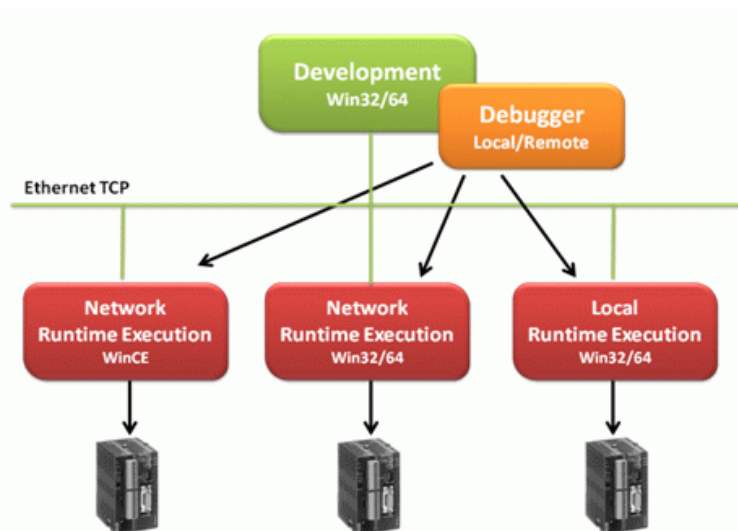 Development
Win32/64
Debugger
Local/Remote
Ethernet TCP
Network
Runtime Execution
WinCE
Network
Runtime Execution
Win32/64
Local
Runtime Execution
Win32/64